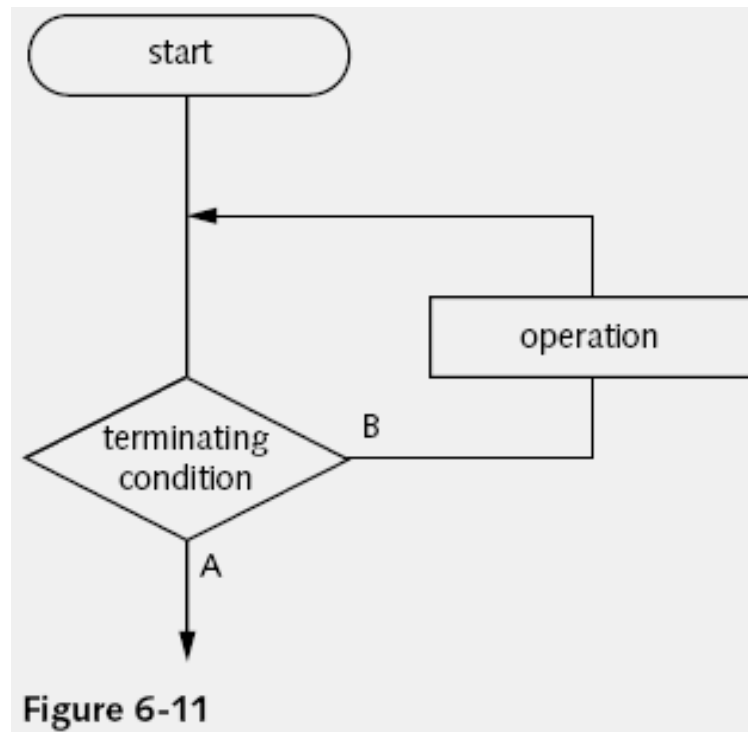 start
operation
B
terminating
condition
A
Figure 6-11